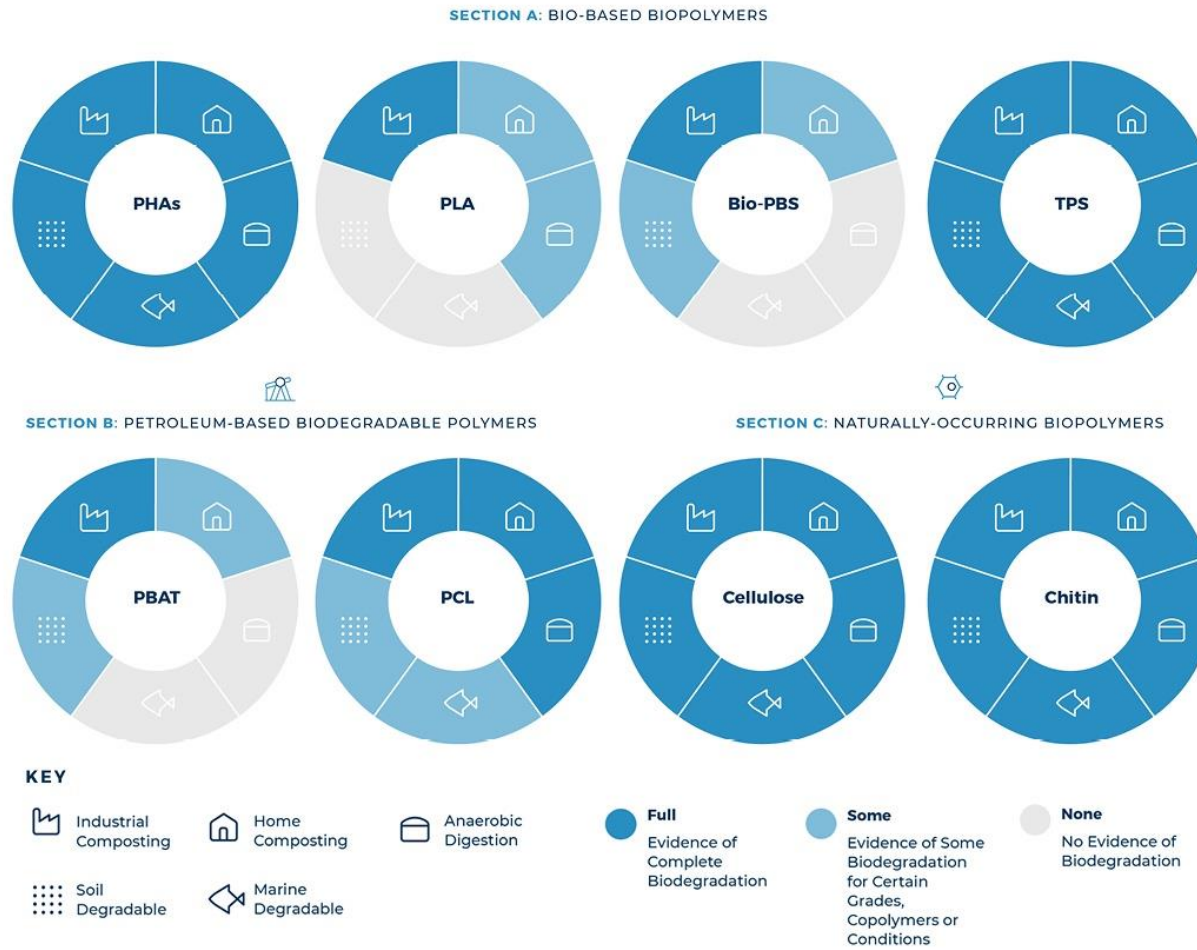 SECTION A: BIO-BASED BIOPOLYMERS
PHAs
PLA
Bio-PBS
TPS
SECTION B: PETROLEUM-BASED BIODEGRADABLE POLYMERS
SECTION C: NATURALLY-OCCURRING BIOPOLYMERS
PBAT
PCL
Cellulose
Chitin
KEY
Industrial
Composting
Home
Composting
Anaerobic
Digestion
Soil
Degradable
Marine
Degradable
Full
Evidence of
Complete
Biodegradation
Some
Evidence of Some
Biodegradation
for Certain
Grades,
Copolymers or
Conditions
None
No Evidence of
Biodegradation